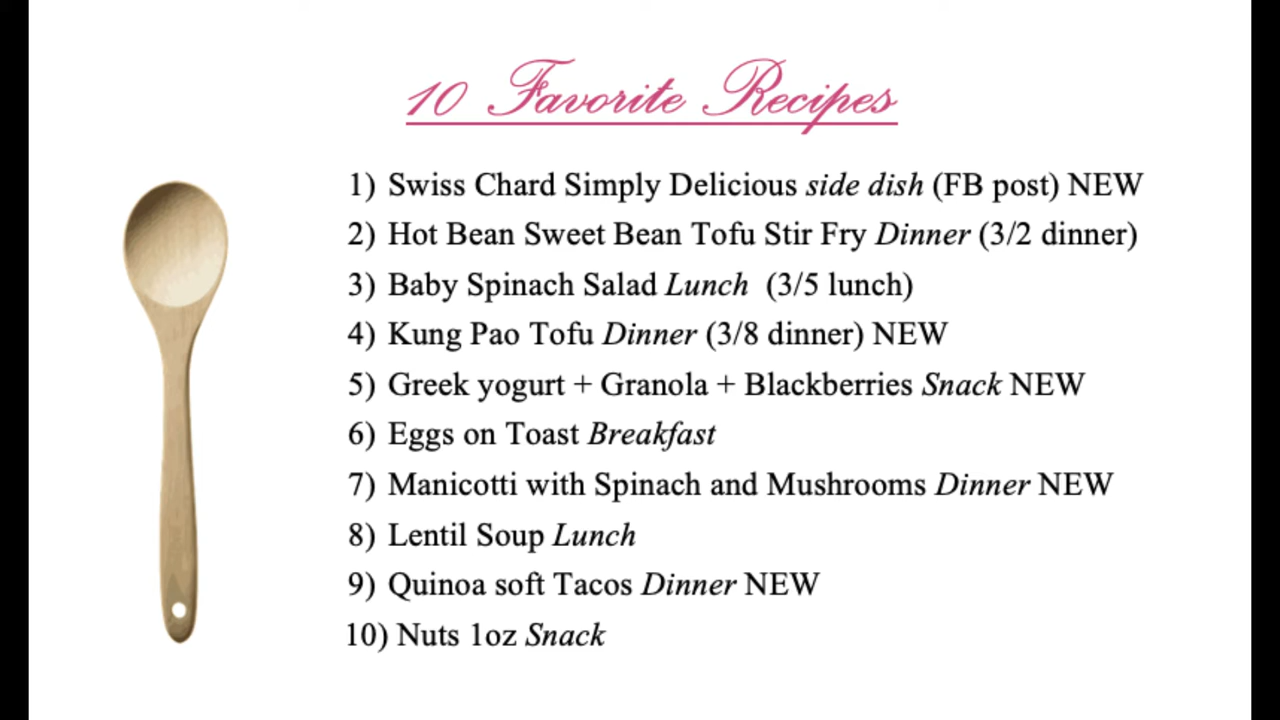 10 Favorite Recipes
1) Swiss Chard Simply Delicious side dish (FB post) NEW
2) Hot Bean Sweet Bean Tofu Stir Fry Dinner (3/2 dinner)
3) Baby Spinach Salad Lunch (3/5 lunch)
4) Kung Pao Tofu Dinner (3/8 dinner) NEW
5) Greek yogurt + Granola + Blackberries Snack NEW
6) Eggs on Toast Breakfast
7) Manicotti with Spinach and Mushrooms Dinner NEW
8) Lentil Soup Lunch
9) Quinoa soft Tacos Dinner NEW
10) Nuts 1oz Snack